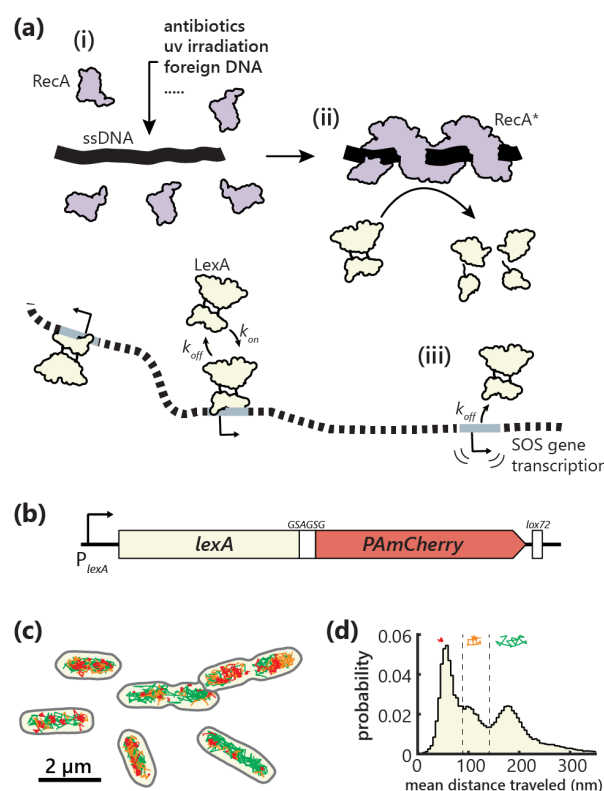 (a)
(i)
antibiotics
uv irradiation
foreign DNA
.....
RecA
ssDNA
(ii)
RecA*
LexA
k_off
k_on
(iii)
k_off
SOS gene
transcription
(b)
P_lexA
lexA
GSAGSG
PAmCherry
lox72
(c)
2 μm
(d)
probability
0.06
0.04
0.02
0
0
100
200
300
mean distance traveled (nm)